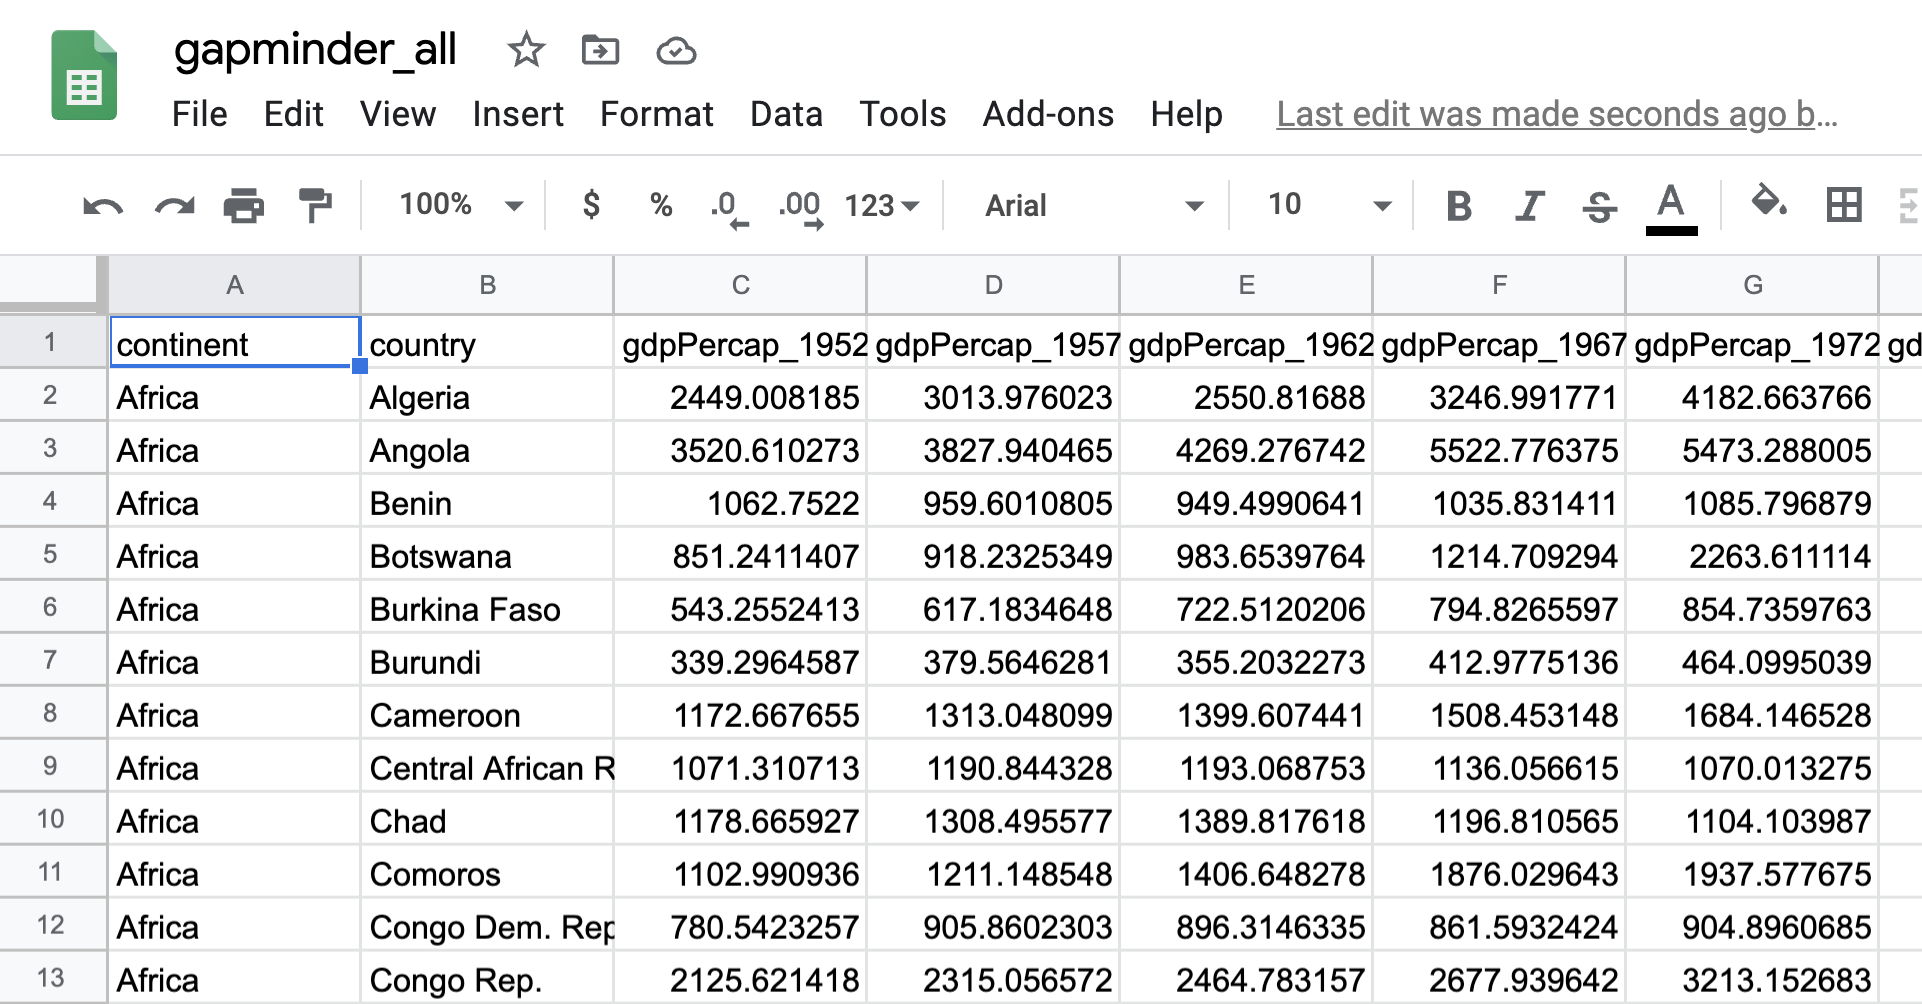 gapminder_all
File Edit View Insert Format Data Tools Add-ons Help Last edit was made seconds ago b…
100% $ % .0 .00 123 Arial 10 B I S A
A B C D E F G
1 continent country gdpPercap_1952 gdpPercap_1957 gdpPercap_1962 gdpPercap_1967 gdpPercap_1972 gd
2 Africa Algeria 2449.008185 3013.976023 2550.81688 3246.991771 4182.663766
3 Africa Angola 3520.610273 3827.940465 4269.276742 5522.776375 5473.288005
4 Africa Benin 1062.7522 959.6010805 949.4990641 1035.831411 1085.796879
5 Africa Botswana 851.2411407 918.2325349 983.6539764 1214.709294 2263.611114
6 Africa Burkina Faso 543.2552413 617.1834648 722.5120206 794.8265597 854.7359763
7 Africa Burundi 339.2964587 379.5646281 355.2032273 412.9775136 464.0995039
8 Africa Cameroon 1172.667655 1313.048099 1399.607441 1508.453148 1684.146528
9 Africa Central African R 1071.310713 1190.844328 1193.068753 1136.056615 1070.013275
10 Africa Chad 1178.665927 1308.495577 1389.817618 1196.810565 1104.103987
11 Africa Comoros 1102.990936 1211.148548 1406.648278 1876.029643 1937.577675
12 Africa Congo Dem. Rep 780.5423257 905.8602303 896.3146335 861.5932424 904.8960685
13 Africa Congo Rep. 2125.621418 2315.056572 2464.783157 2677.939642 3213.152683